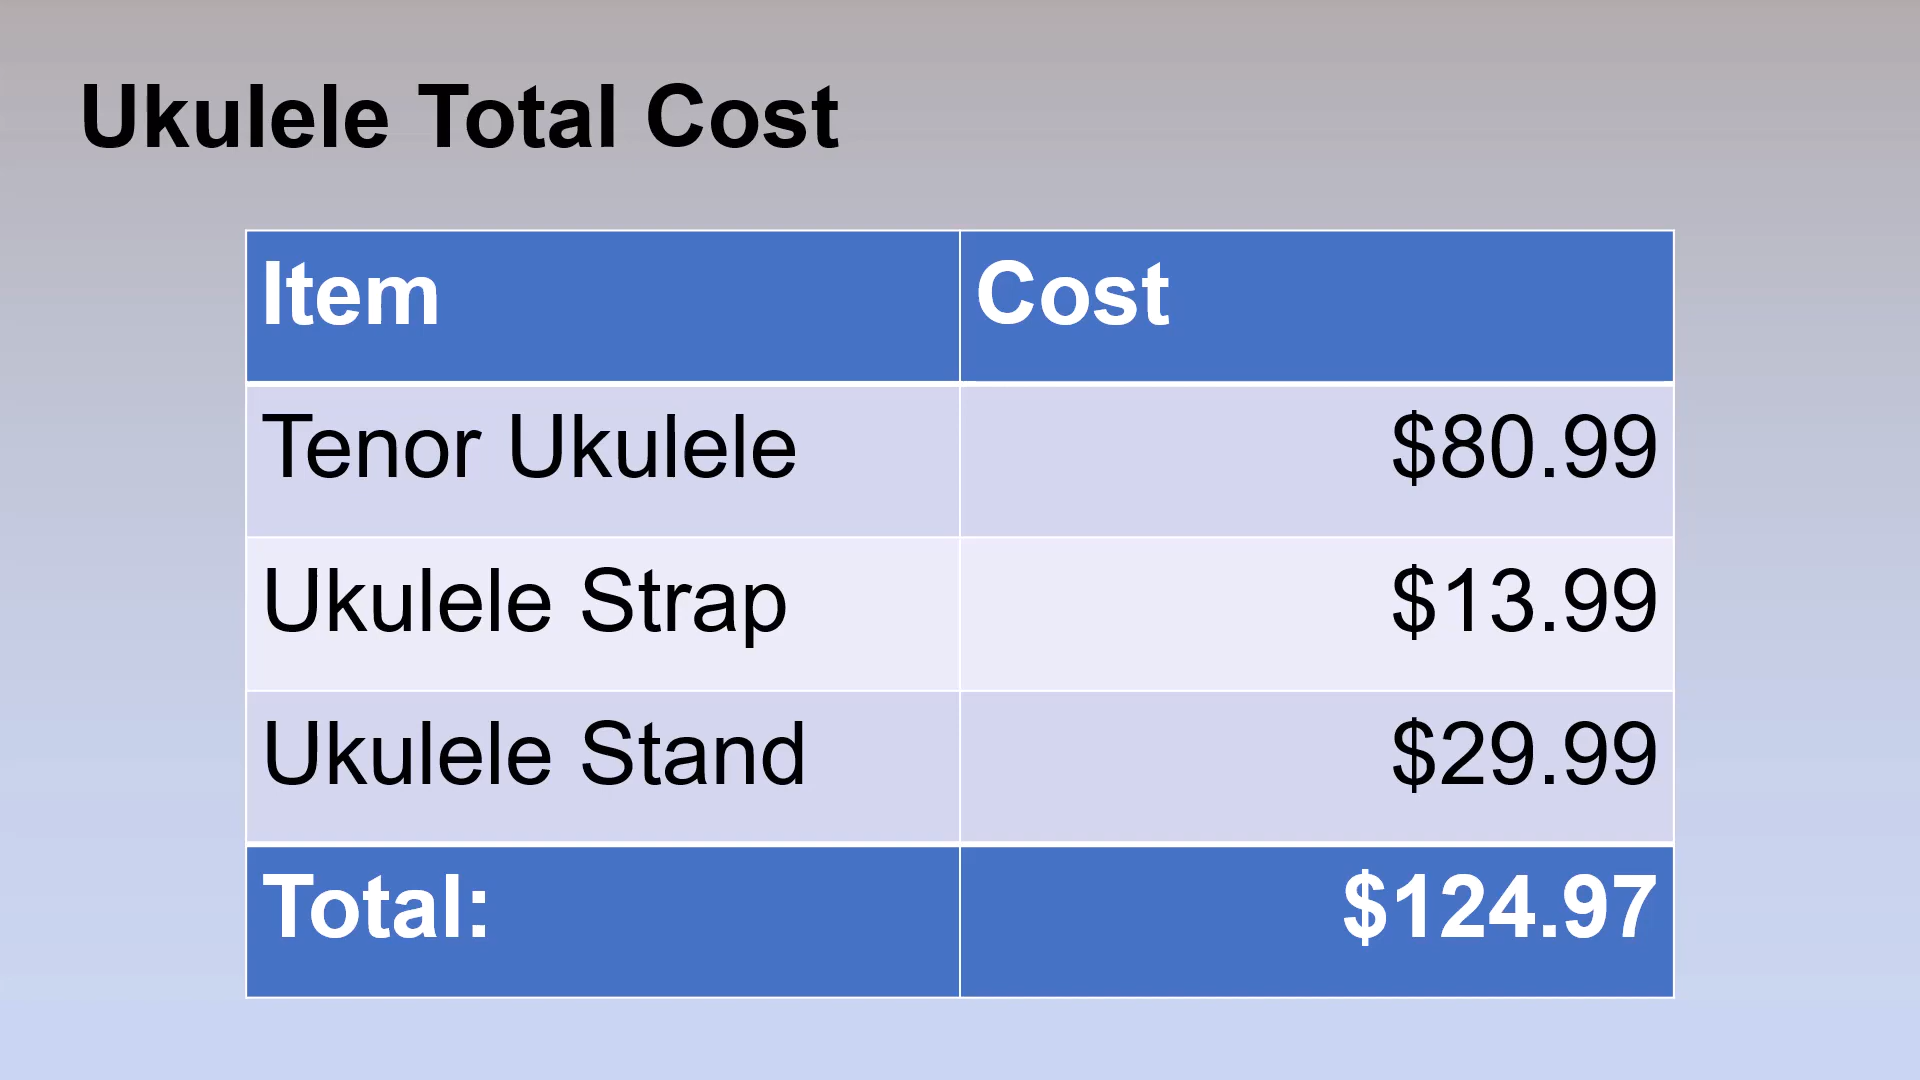 Ukulele Total Cost
Item Cost
Tenor Ukulele $80.99
Ukulele Strap $13.99
Ukulele Stand $29.99
Total: $124.97